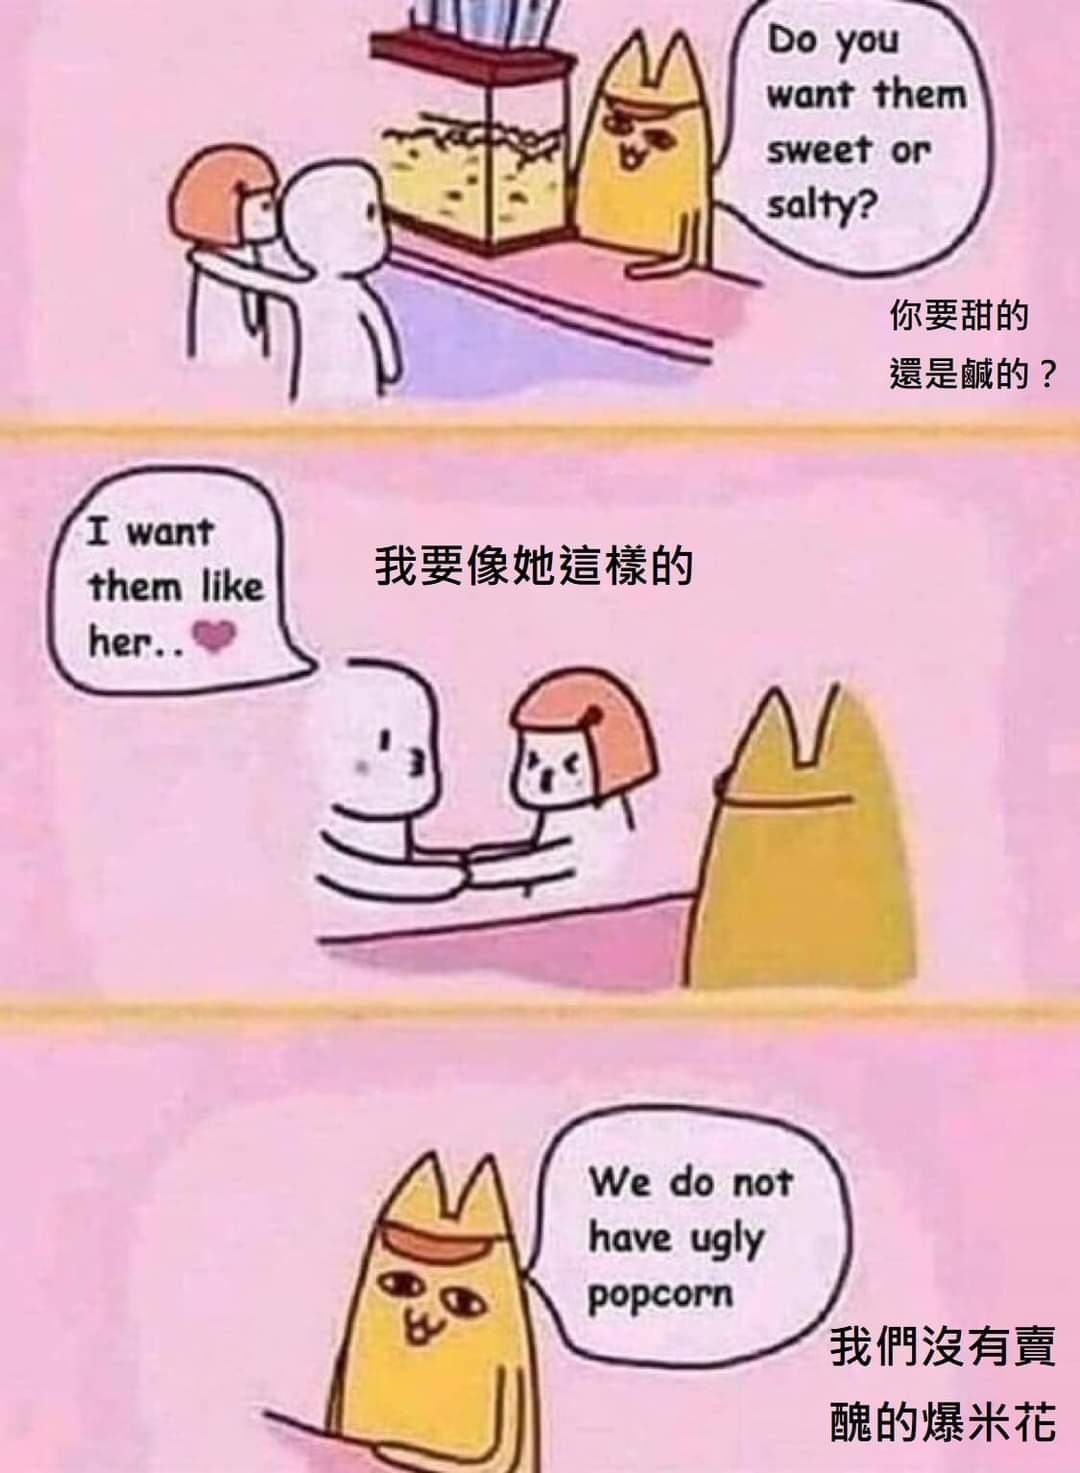 Do you
want them
sweet or
salty?
你要甜的
還是鹹的？
I want
them like
her..
我要像她這樣的
We do not
have ugly
popcorn
我們沒有賣
醜的爆米花